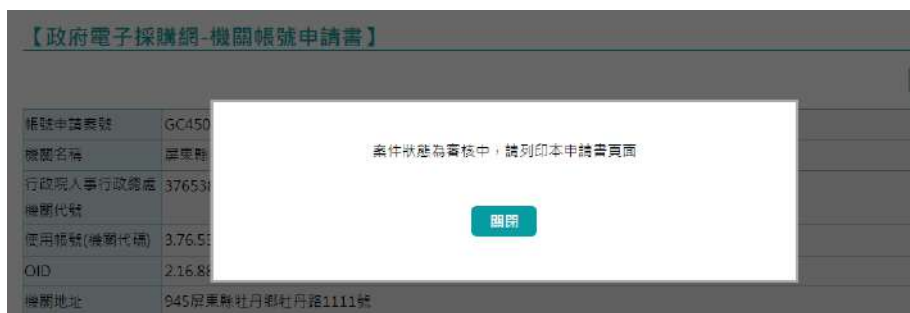 【政府電子採購網-機關帳號申請書】
帳號申請案號 GC450
機關名稱 屏東縣
案件狀態為審核中，請列印本申請書頁面
行政院人事行政總處 376538
機關代號
關閉
使用帳號(機關代碼) 3.76.53
OID 2.16.88
機關地址 945屏東縣牡丹鄉牡丹路1111號